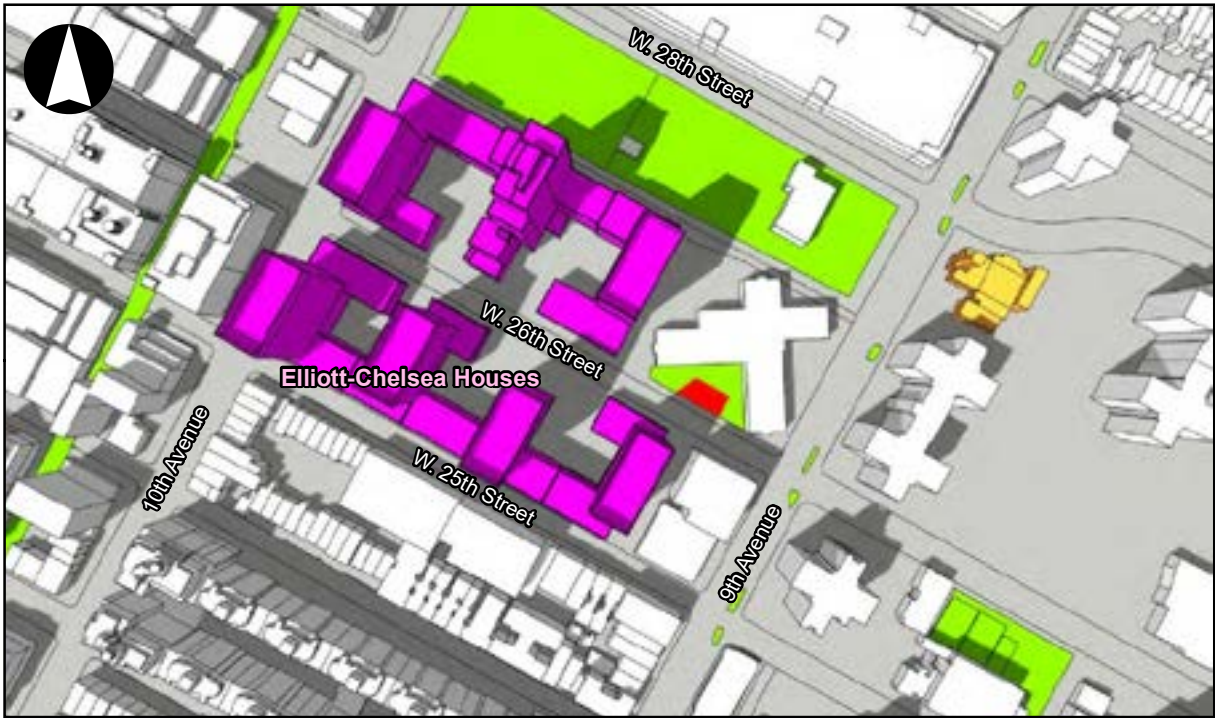 W. 28th Street
W. 26th Street
Elliott-Chelsea Houses
10th Avenue
W. 25th Street
9th Avenue